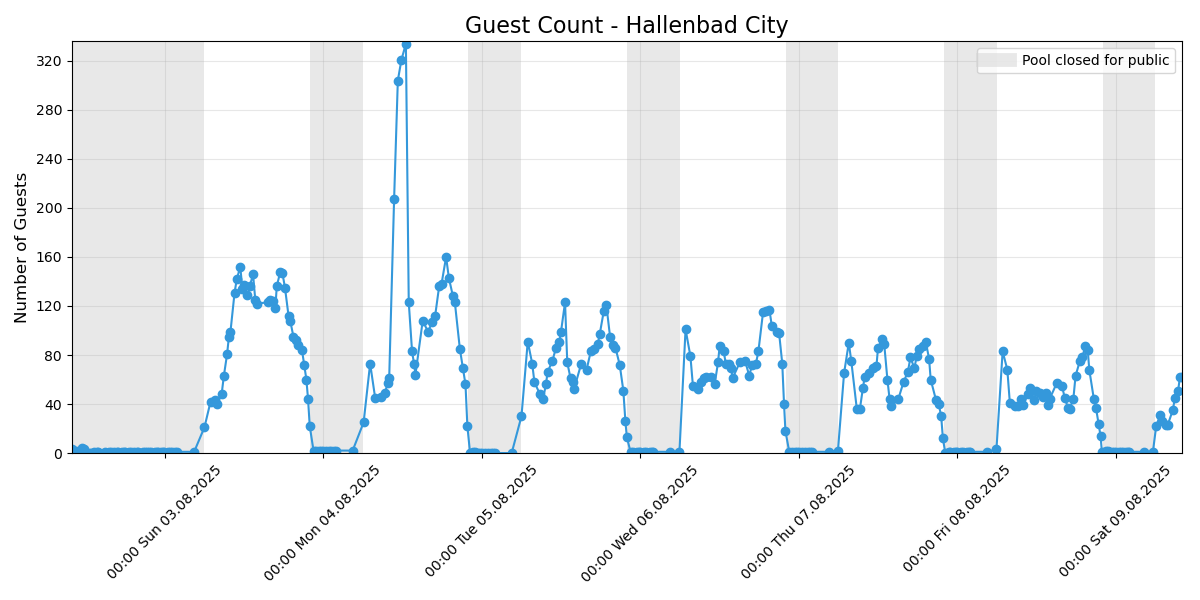 Guest Count - Hallenbad City
Pool closed for public
Number of Guests
320
280
240
200
160
120
80
40
0
00:00 Sun 03.08.2025
00:00 Mon 04.08.2025
00:00 Tue 05.08.2025
00:00 Wed 06.08.2025
00:00 Thu 07.08.2025
00:00 Fri 08.08.2025
00:00 Sat 09.08.2025